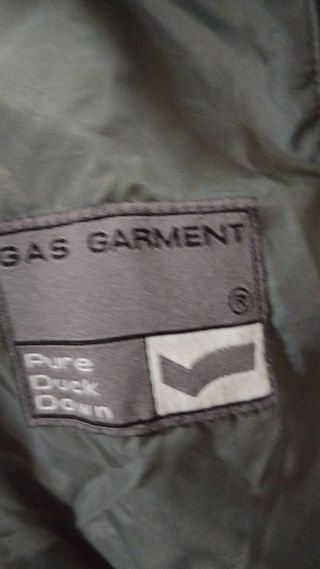 GAS GARMENT
®
Pure
Duck
Down